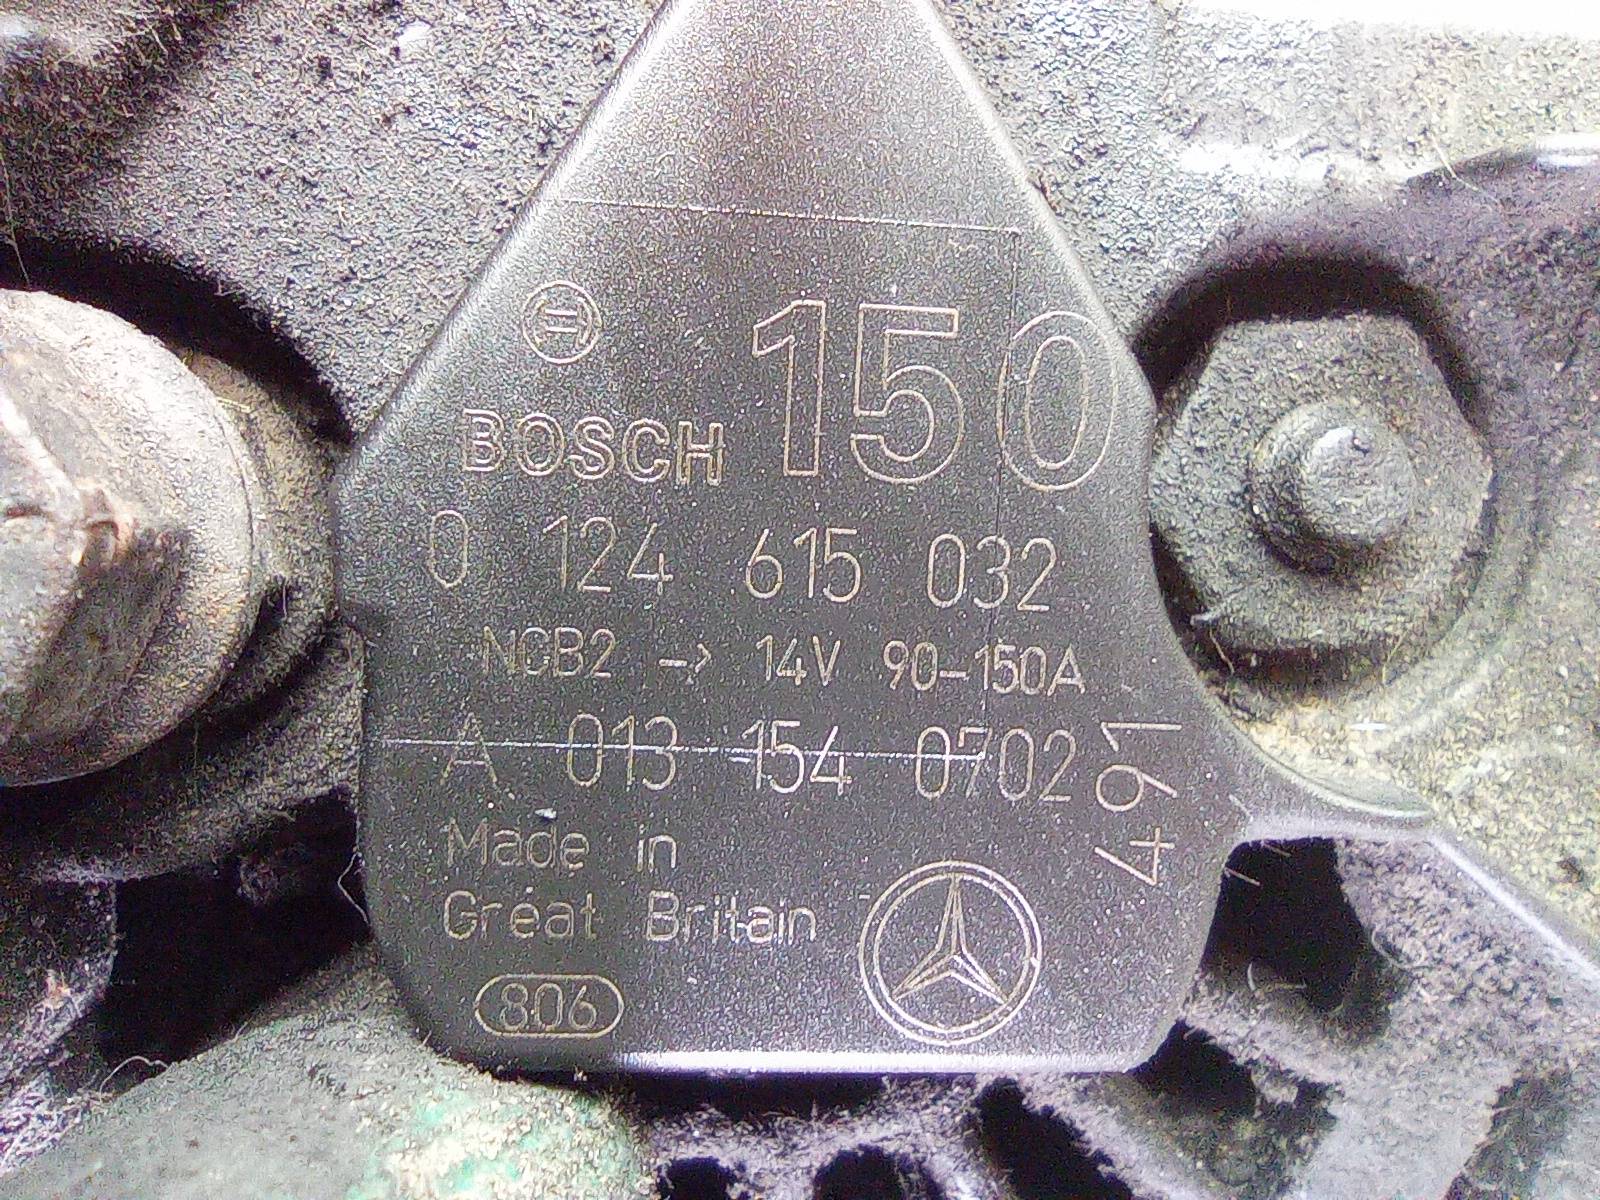 150
BOSCH
0 124 615 032
NCB2 -> 14V 90-150A
A 013 154 0702
491
Made in
Great Britain
806